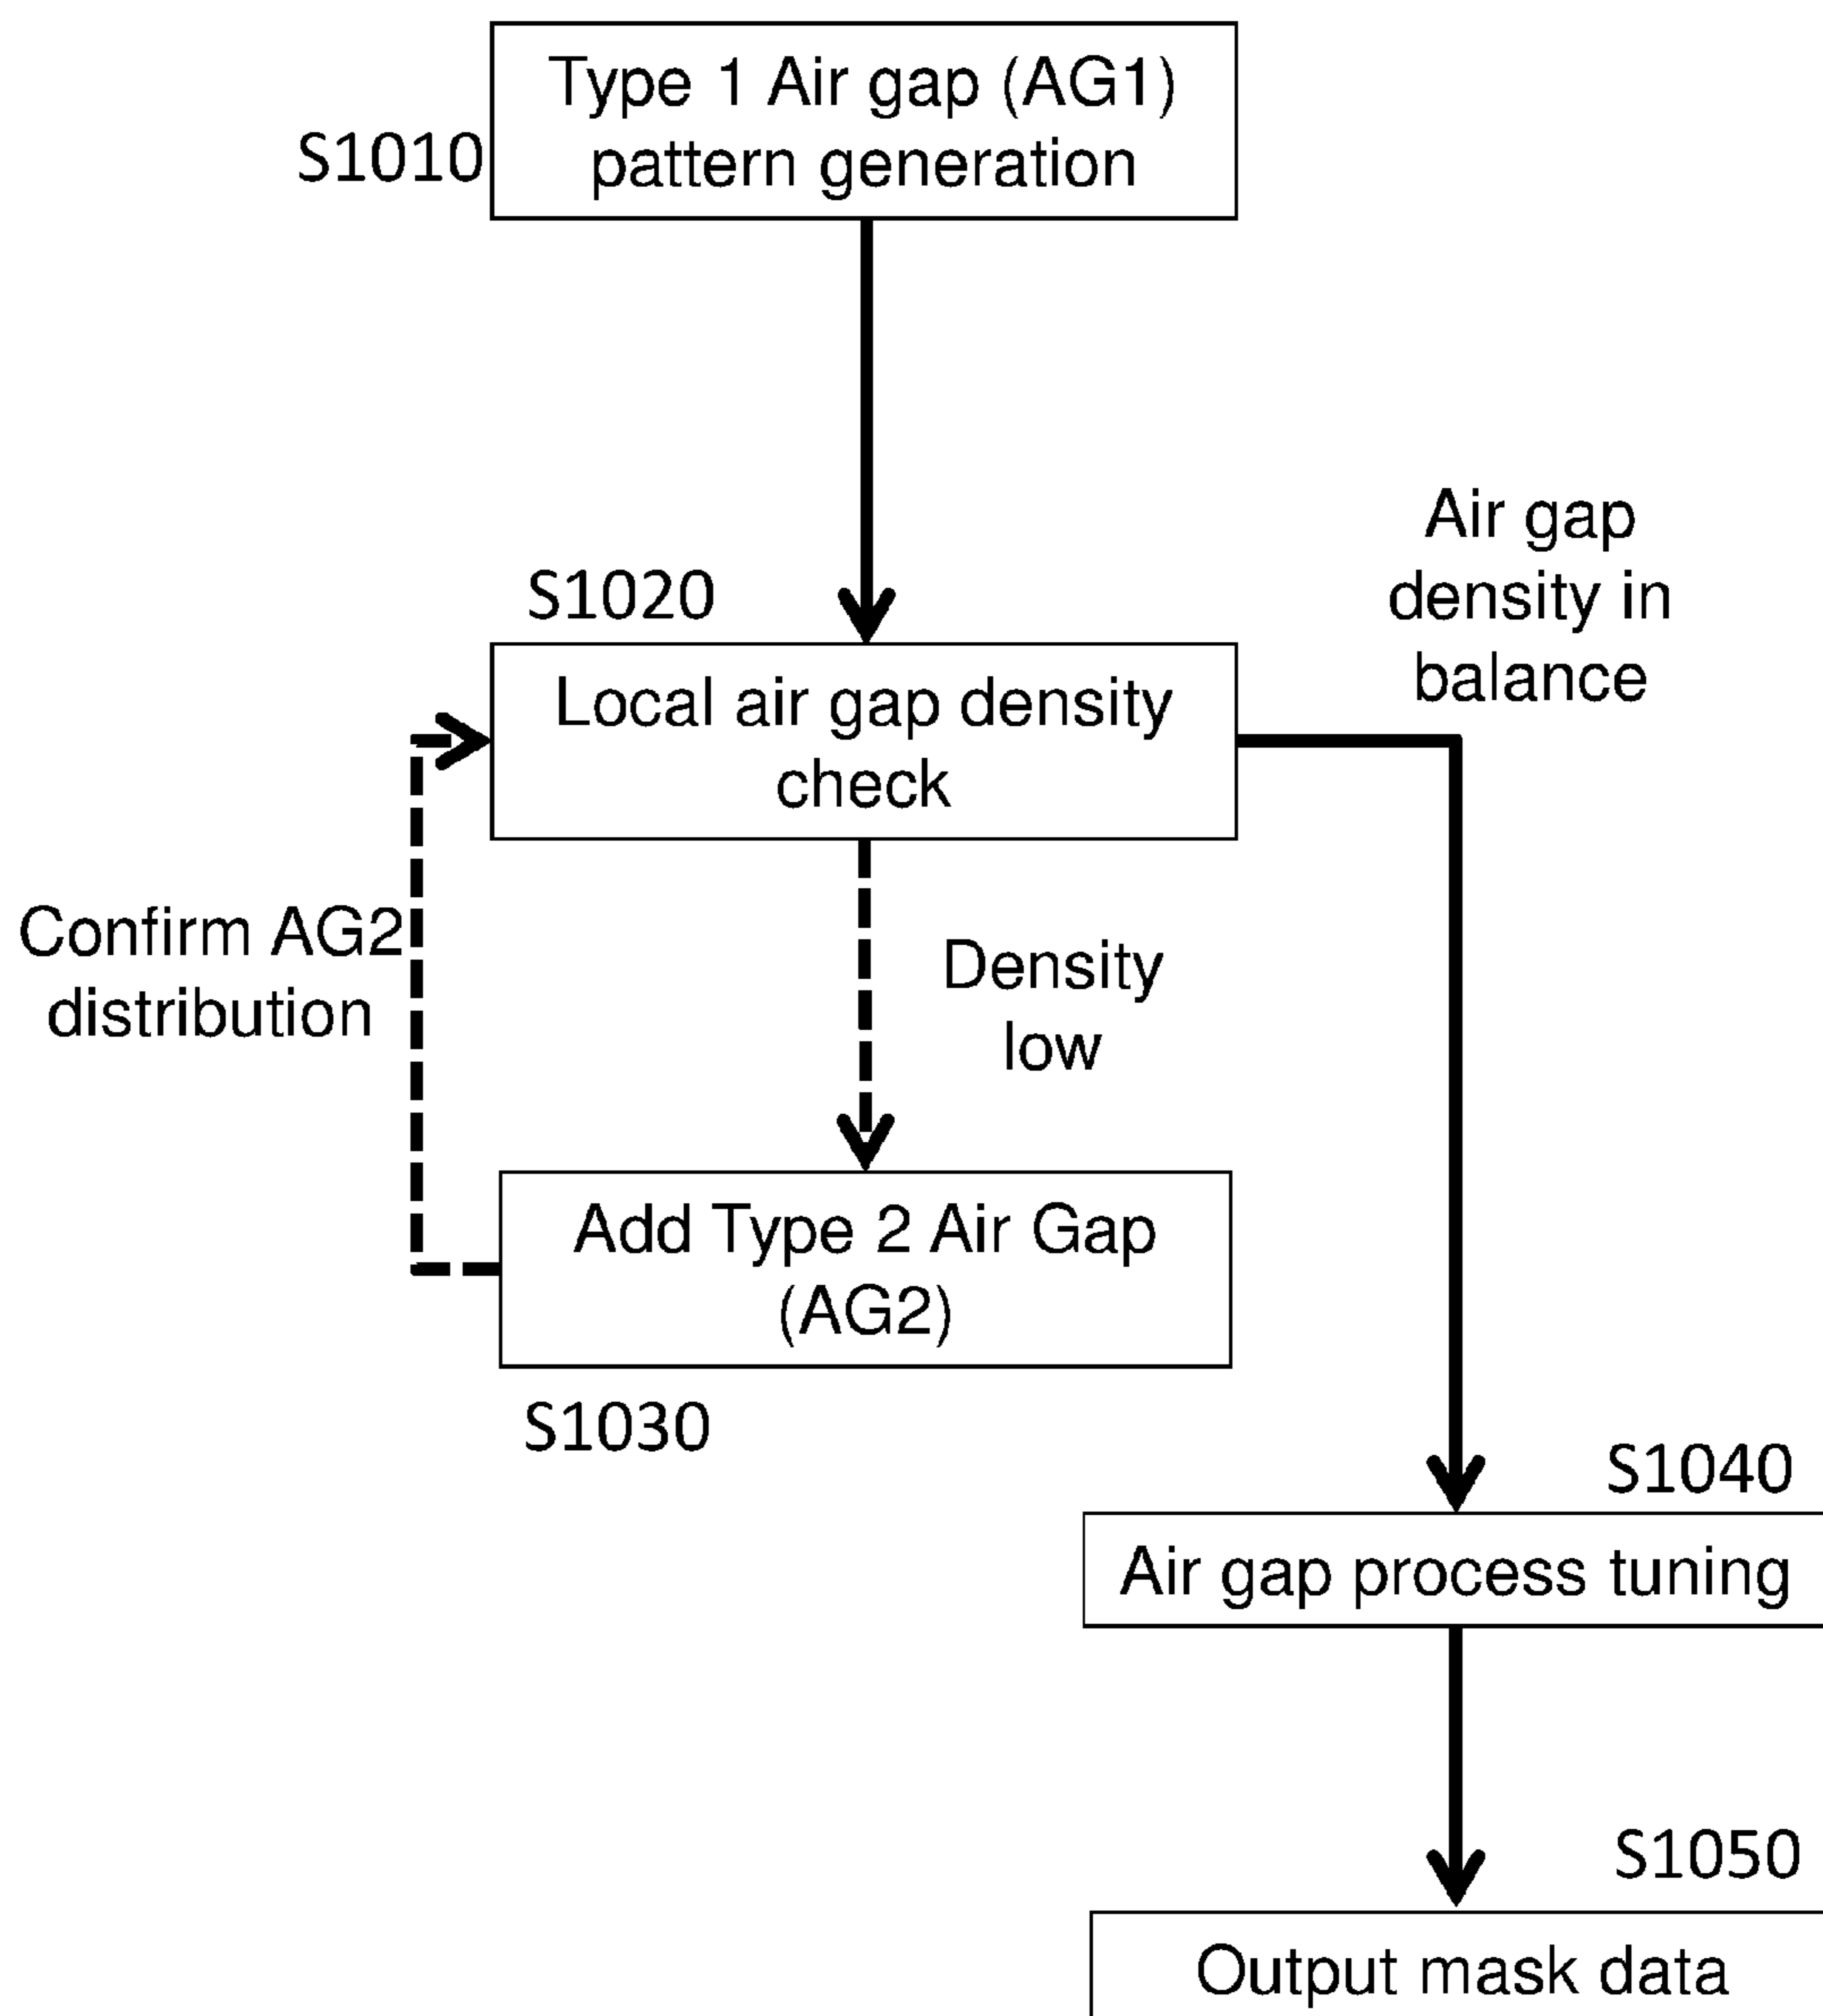 Type 1 Air gap (AG1)
pattern generation
S1010
S1020
Air gap
density in
balance
Local air gap density
check
Confirm AG2
distribution
Density
low
Add Type 2 Air Gap
(AG2)
S1030
S1040
Air gap process tuning
S1050
Output mask data